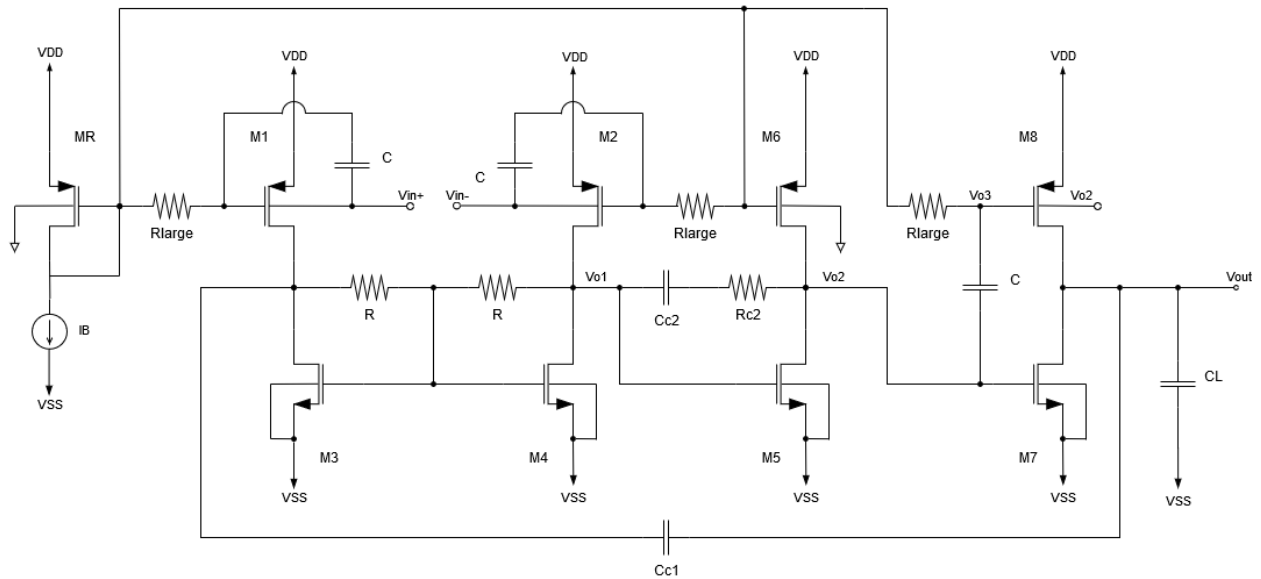 VDD
VDD
VDD
VDD
VDD
MR
M1
M2
M6
M8
C
C
Vin+
Vin-
Vo3
Vo2
Rlarge
Rlarge
Rlarge
Vo1
Vo2
Vout
R
R
Cc2
Rc2
C
IB
CL
VSS
M3
M4
M5
M7
VSS
VSS
VSS
VSS
VSS
Cc1